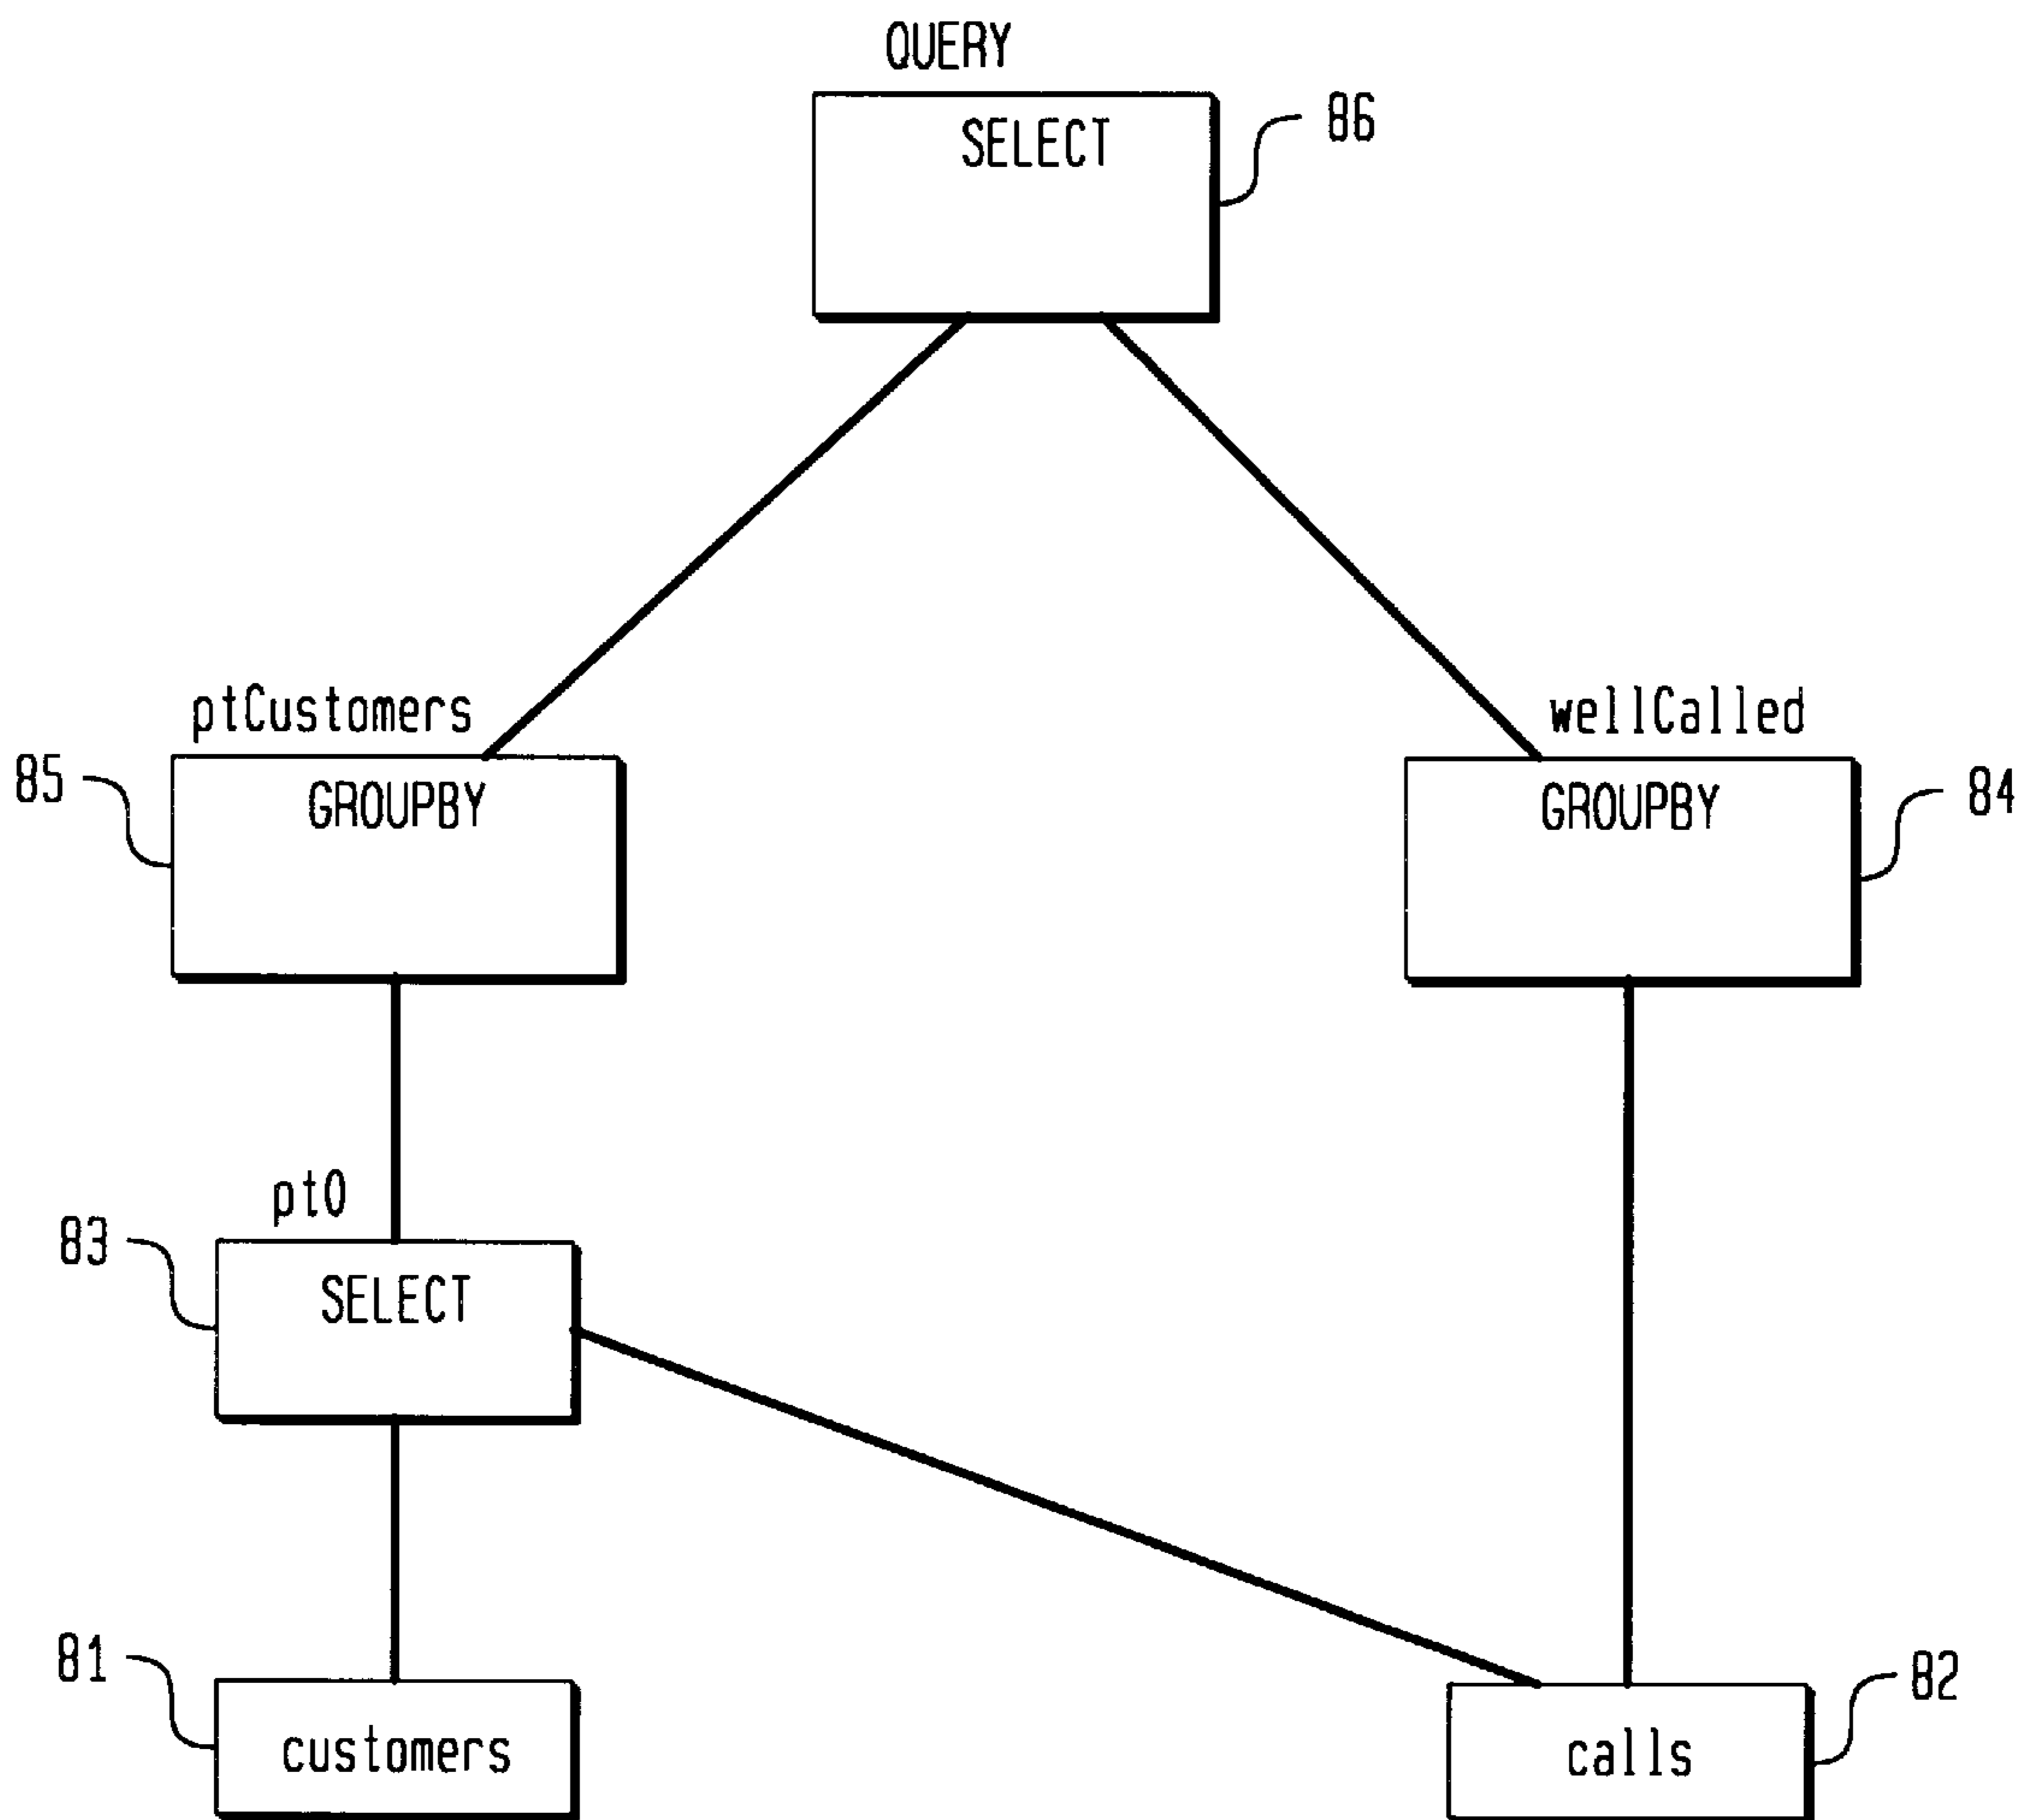 QUERY
SELECT
86
ptCustomers
wellCalled
85
GROUPBY
GROUPBY
84
pt0
83
SELECT
81
customers
82
calls